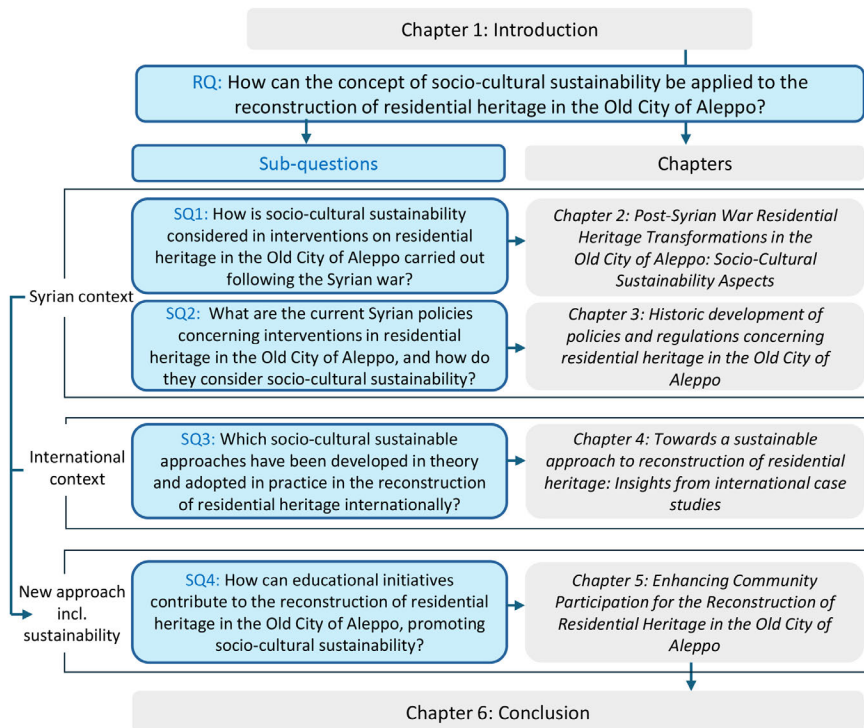 Chapter 1: Introduction
RQ: How can the concept of socio-cultural sustainability be applied to the
reconstruction of residential heritage in the Old City of Aleppo?
Sub-questions
Chapters
Syrian context
SQ1: How is socio-cultural sustainability
considered in interventions on residential
heritage in the Old City of Aleppo carried out
following the Syrian war?
Chapter 2: Post-Syrian War Residential
Heritage Transformations in the
Old City of Aleppo: Socio-Cultural
Sustainability Aspects
SQ2: What are the current Syrian policies
concerning interventions in residential
heritage in the Old City of Aleppo, and how do
they consider socio-cultural sustainability?
Chapter 3: Historic development of
policies and regulations concerning
residential heritage in the Old City of
Aleppo
International
context
SQ3: Which socio-cultural sustainable
approaches have been developed in theory
and adopted in practice in the reconstruction
of residential heritage internationally?
Chapter 4: Towards a sustainable
approach to reconstruction of residential
heritage: Insights from international case
studies
New approach
incl.
sustainability
SQ4: How can educational initiatives
contribute to the reconstruction of residential
heritage in the Old City of Aleppo, promoting
socio-cultural sustainability?
Chapter 5: Enhancing Community
Participation for the Reconstruction of
Residential Heritage in the Old City of
Aleppo
Chapter 6: Conclusion